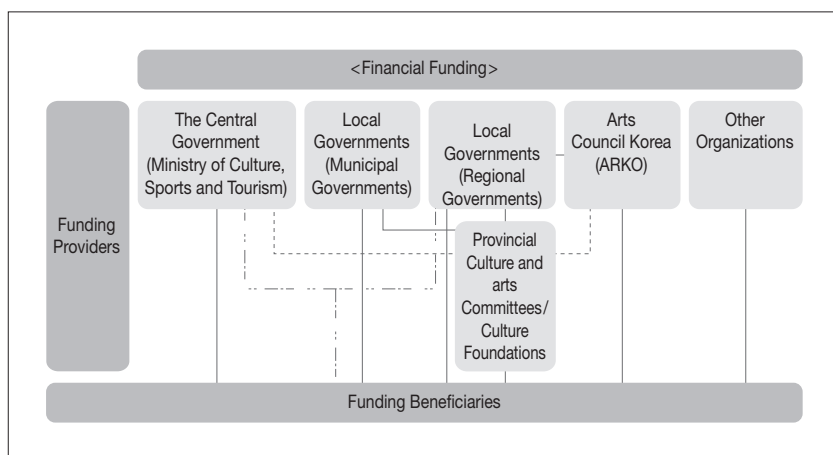 <Financial Funding>
Funding
Providers
The Central
Government
(Ministry of Culture,
Sports and Tourism)
Local
Governments
(Municipal
Governments)
Local
Governments
(Regional
Governments)
Arts
Council Korea
(ARKO)
Other
Organizations
Provincial
Culture and
arts
Committees/
Culture
Foundations
Funding Beneficiaries